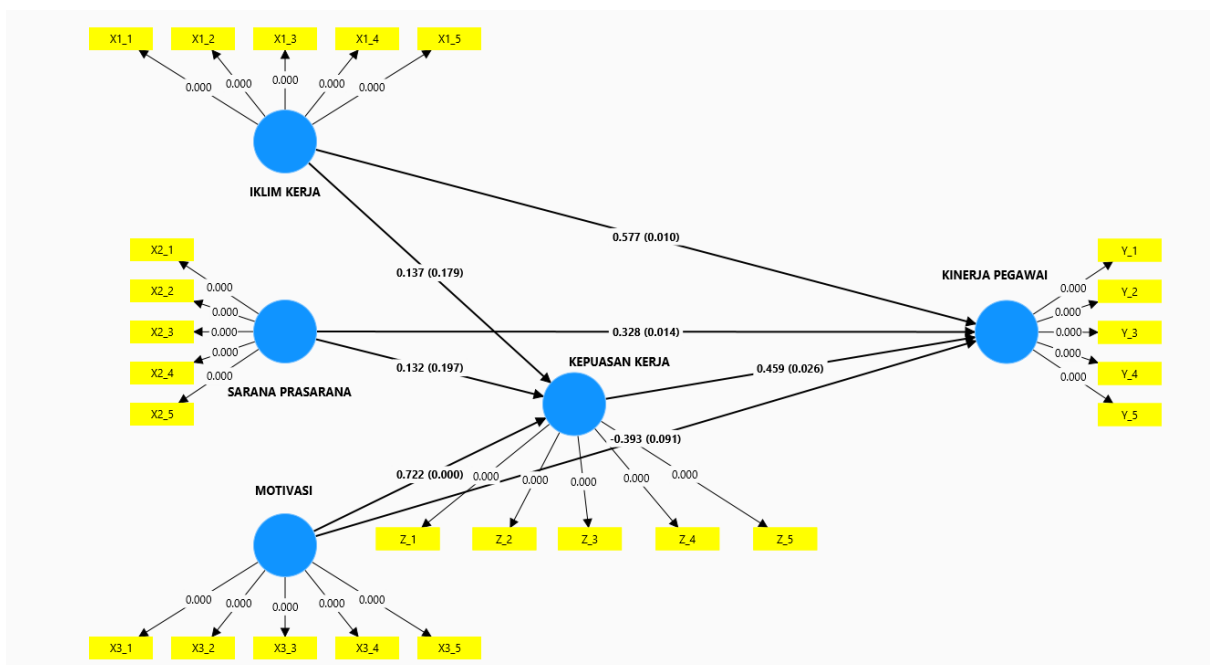 X1_1 X1_2 X1_3 X1_4 X1_5
0.000 0.000 0.000 0.000 0.000
IKLIM KERJA
0.577 (0.010)
0.137 (0.179)
X2_1
X2_2
X2_3
X2_4
X2_5
0.000
0.000
0.000
0.000
0.000
SARANA PRASARANA
0.328 (0.014)
0.132 (0.197)
KEPUASAN KERJA
0.459 (0.026)
KINERJA PEGAWAI
Y_1
Y_2
Y_3
Y_4
Y_5
0.000
0.000
0.000
0.000
0.000
-0.393 (0.091)
0.722 (0.000)
0.000 0.000 0.000 0.000 0.000
Z_1 Z_2 Z_3 Z_4 Z_5
MOTIVASI
0.000 0.000 0.000 0.000 0.000
X3_1 X3_2 X3_3 X3_4 X3_5